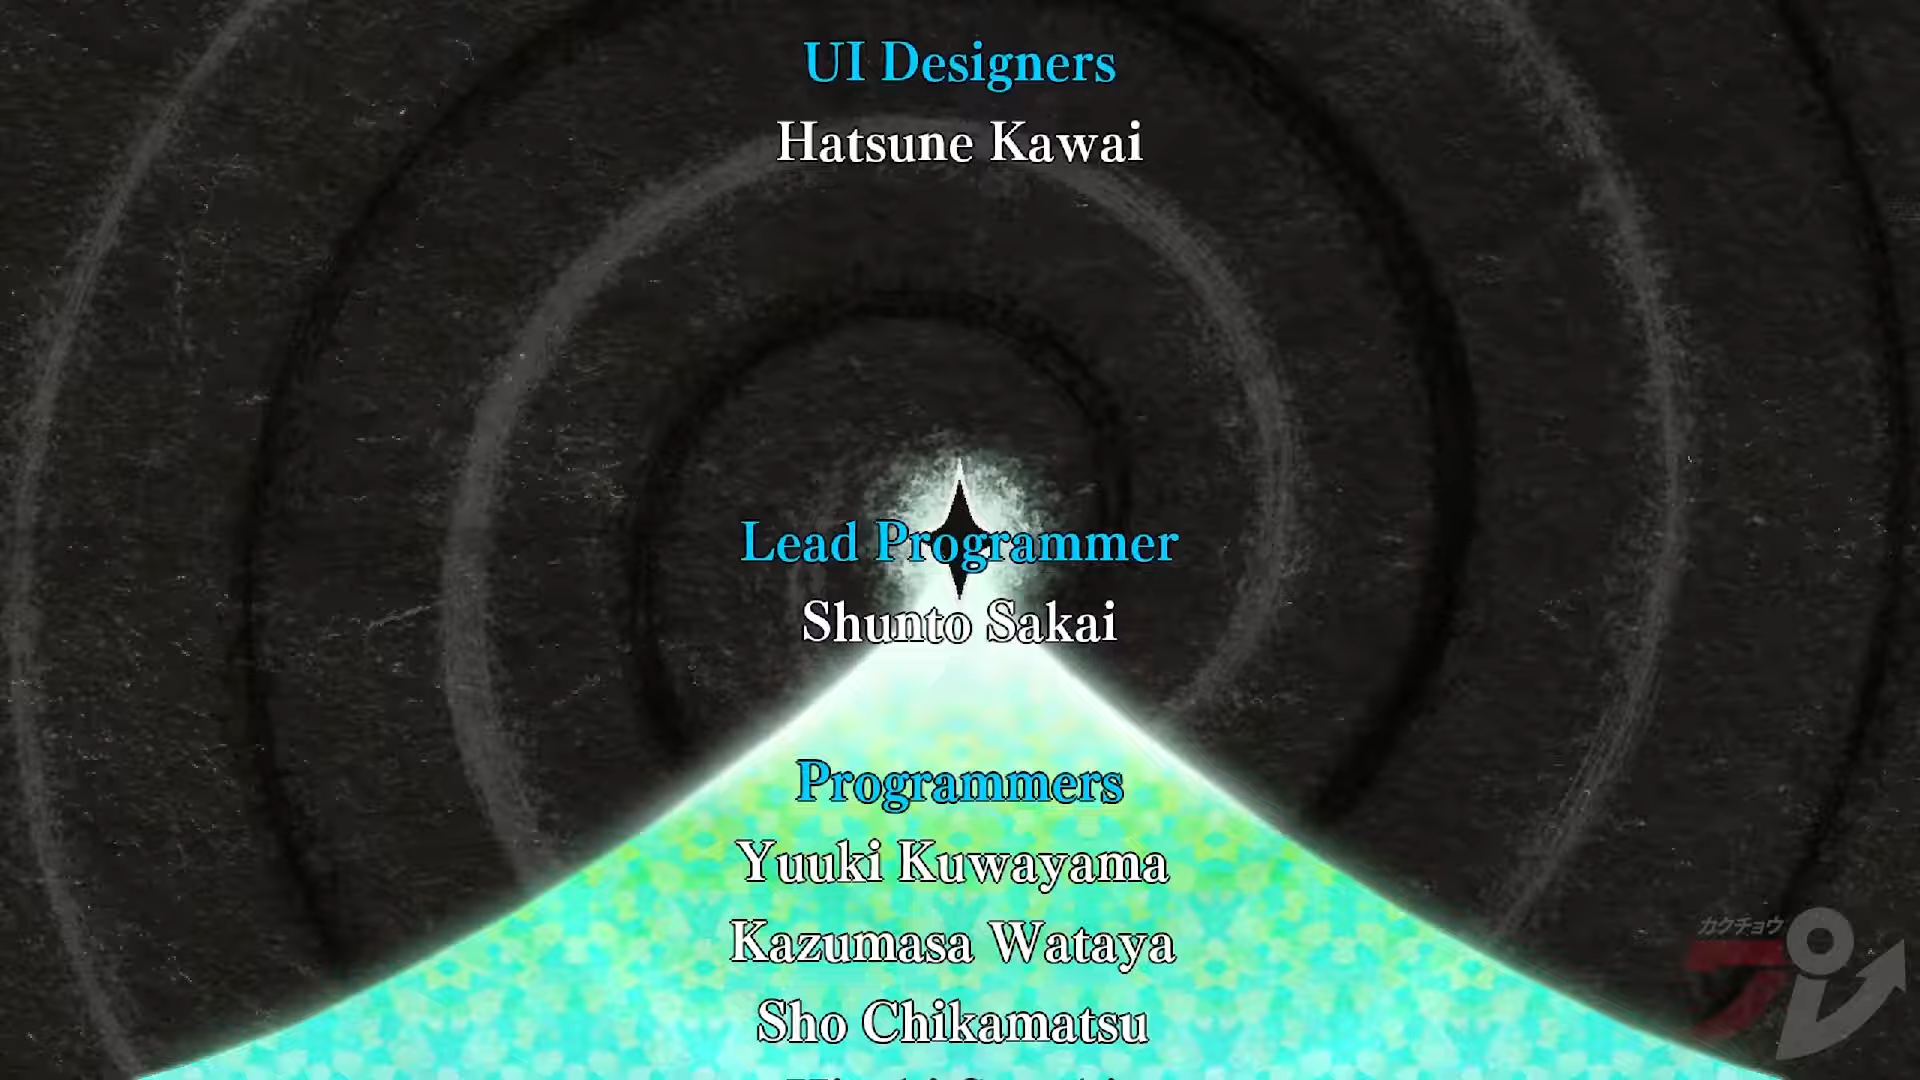 UI Designers
Hatsune Kawai
Lead Programmer
Shunto Sakai
Programmers
Yuuki Kuwayama
Kazumasa Wataya
Sho Chikamatsu
カクチョウ